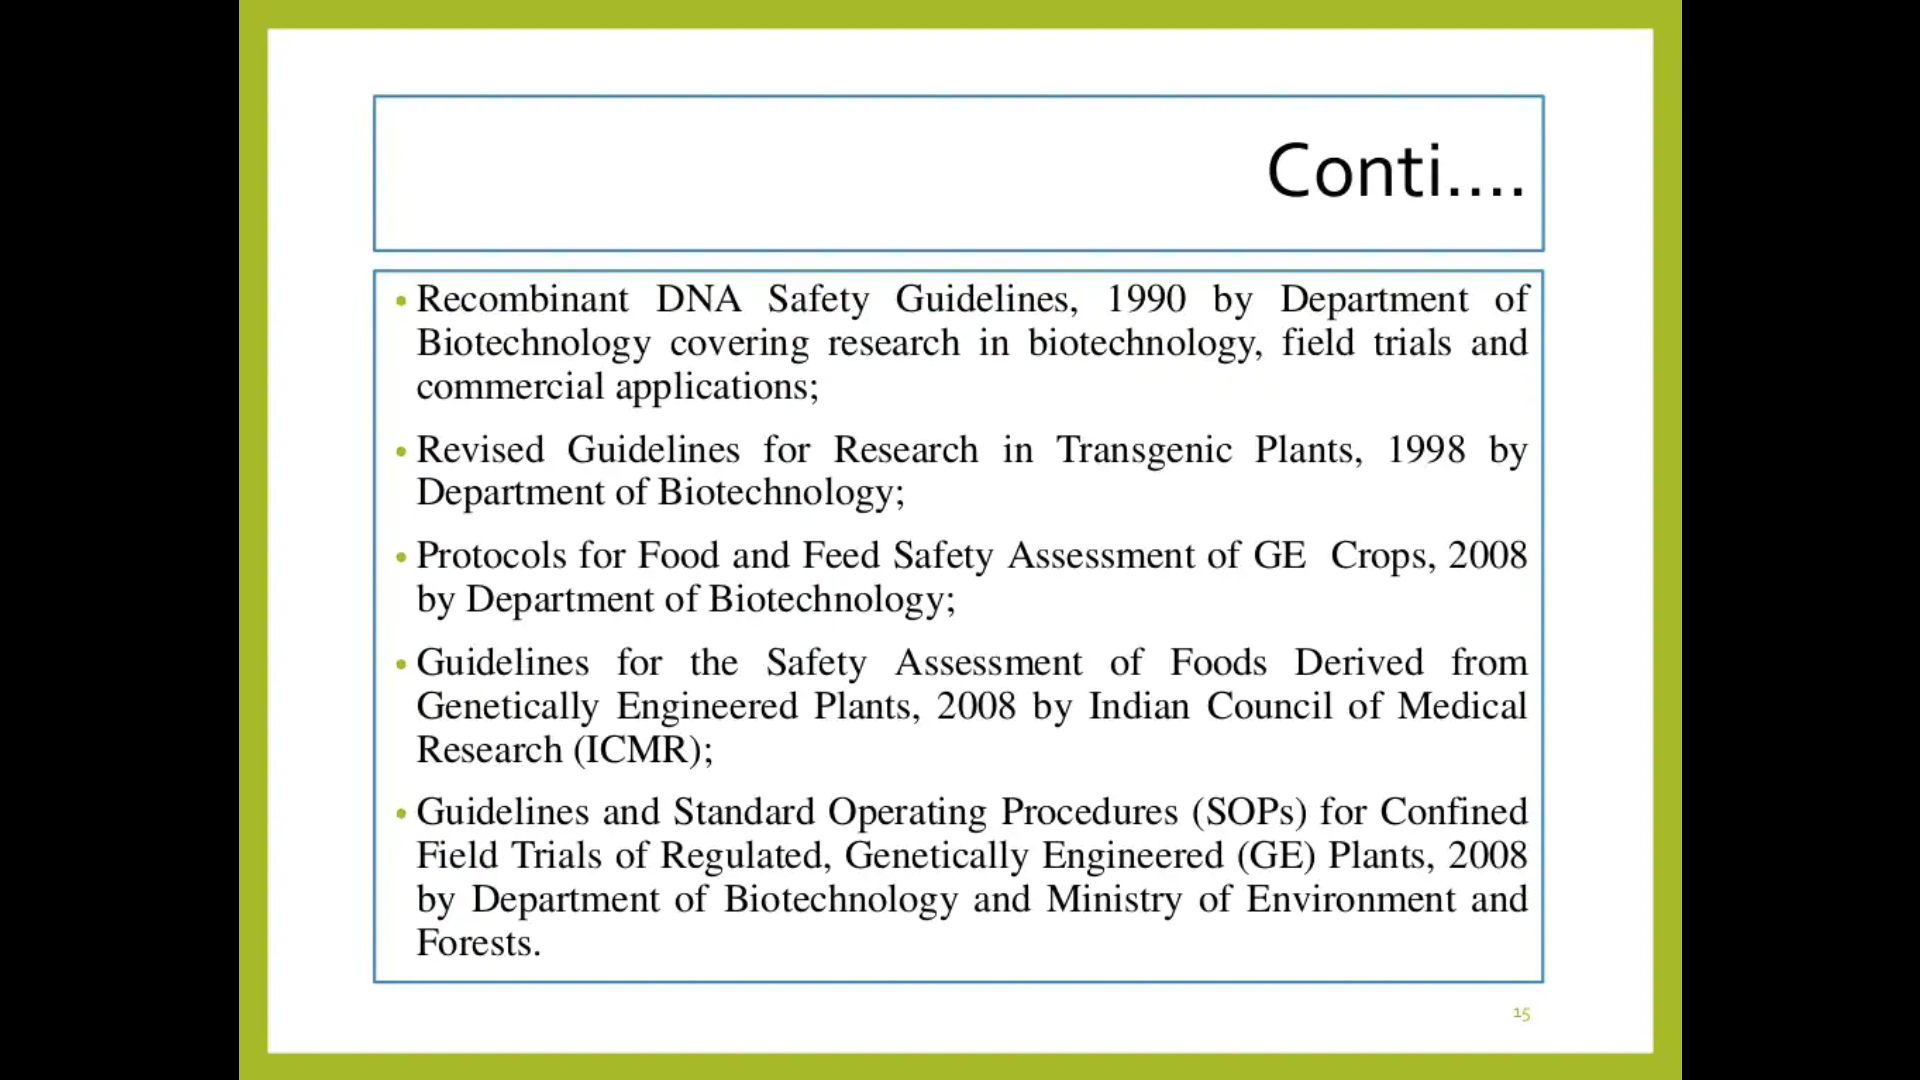 Conti....
• Recombinant DNA Safety Guidelines, 1990 by Department of
Biotechnology covering research in biotechnology, field trials and
commercial applications;
• Revised Guidelines for Research in Transgenic Plants, 1998 by
Department of Biotechnology;
• Protocols for Food and Feed Safety Assessment of GE Crops, 2008
by Department of Biotechnology;
• Guidelines for the Safety Assessment of Foods Derived from
Genetically Engineered Plants, 2008 by Indian Council of Medical
Research (ICMR);
• Guidelines and Standard Operating Procedures (SOPs) for Confined
Field Trials of Regulated, Genetically Engineered (GE) Plants, 2008
by Department of Biotechnology and Ministry of Environment and
Forests.
15